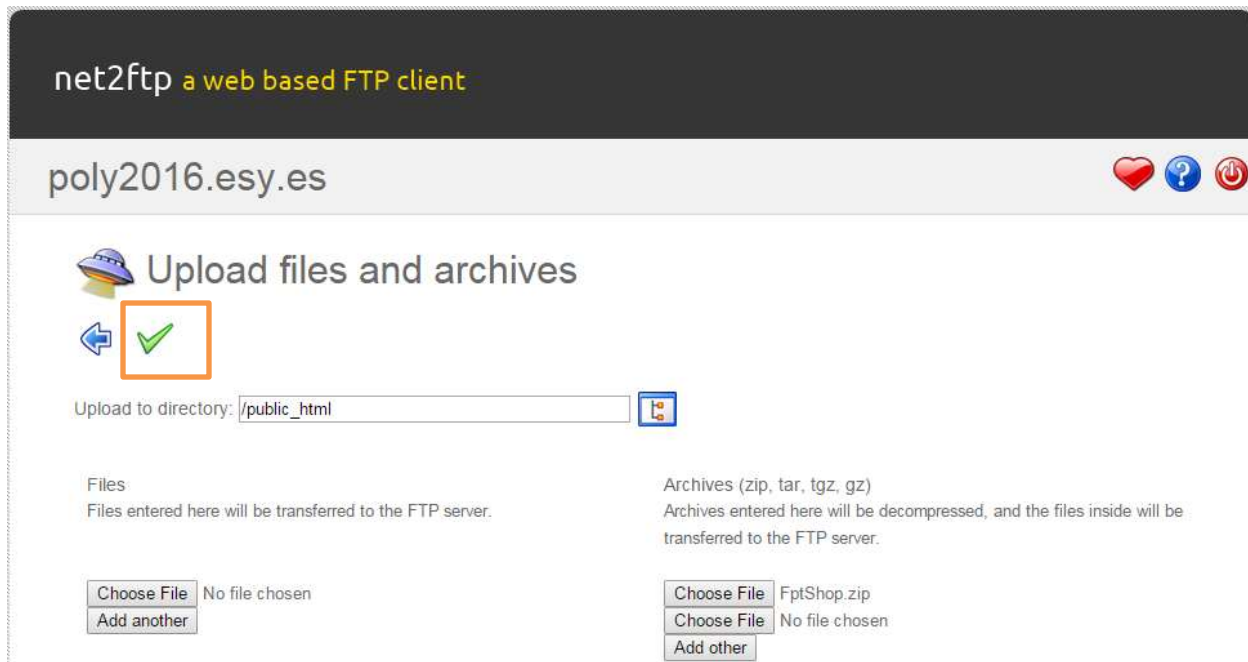 net2ftp a web based FTP client
poly2016.esy.es
Upload files and archives
Upload to directory: /public_html
Files
Files entered here will be transferred to the FTP server.
Choose File No file chosen
Add another
Archives (zip, tar, tgz, gz)
Archives entered here will be decompressed, and the files inside will be
transferred to the FTP server.
Choose File FptShop.zip
Choose File No file chosen
Add other